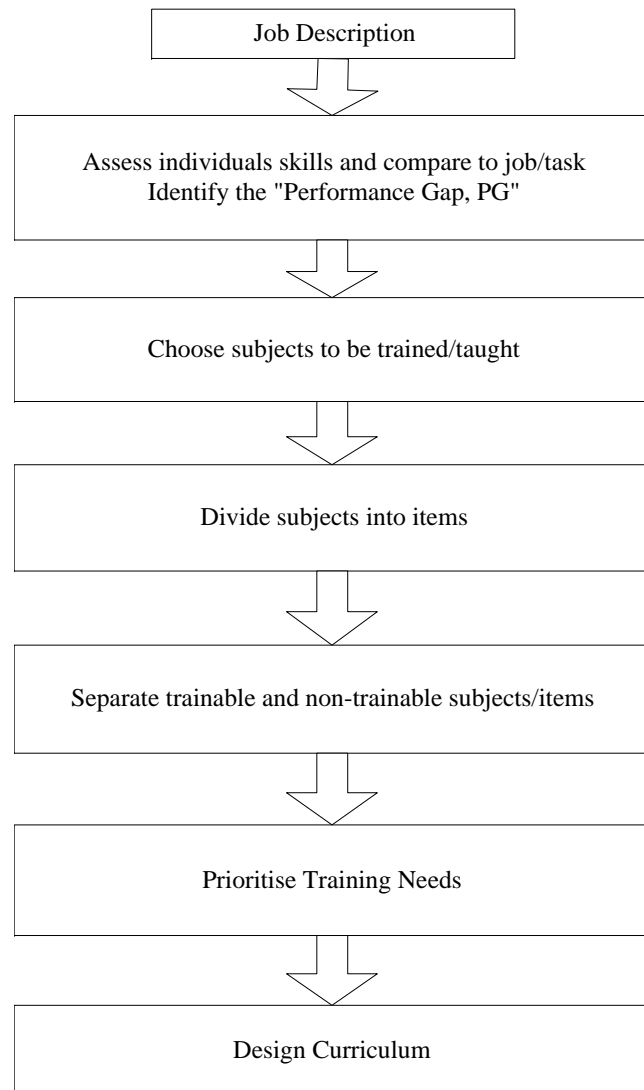 Job Description
Assess individuals skills and compare to job/task
Identify the "Performance Gap, PG"
Choose subjects to be trained/taught
Divide subjects into items
Separate trainable and non-trainable subjects/items
Prioritise Training Needs
Design Curriculum